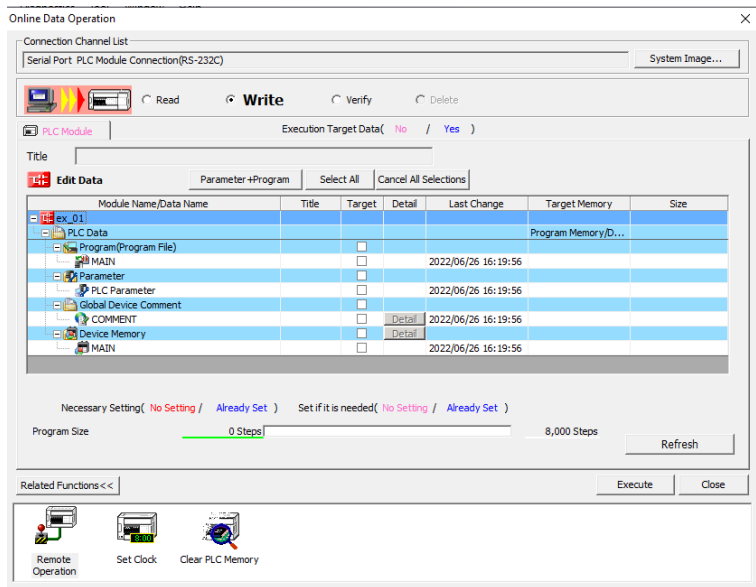 Online Data Operation
Connection Channel List
Serial Port PLC Module Connection(RS-232C)
System Image...
Read
Write
Verify
Delete
PLC Module
Execution Target Data( No / Yes )
Title
Edit Data
Parameter+Program
Select All
Cancel All Selections
Module Name/Data Name Title Target Detail Last Change Target Memory Size
ex_01
PLC Data Program Memory/D...
Program(Program File)
MAIN 2022/06/26 16:19:56
Parameter
PLC Parameter 2022/06/26 16:19:56
Global Device Comment
COMMENT Detail 2022/06/26 16:19:56
Device Memory Detail
MAIN 2022/06/26 16:19:56
Necessary Setting( No Setting / Already Set ) Set if it is needed( No Setting / Already Set )
Program Size 0 Steps 8,000 Steps
Refresh
Related Functions<<
Execute
Close
Remote Operation
Set Clock
Clear PLC Memory